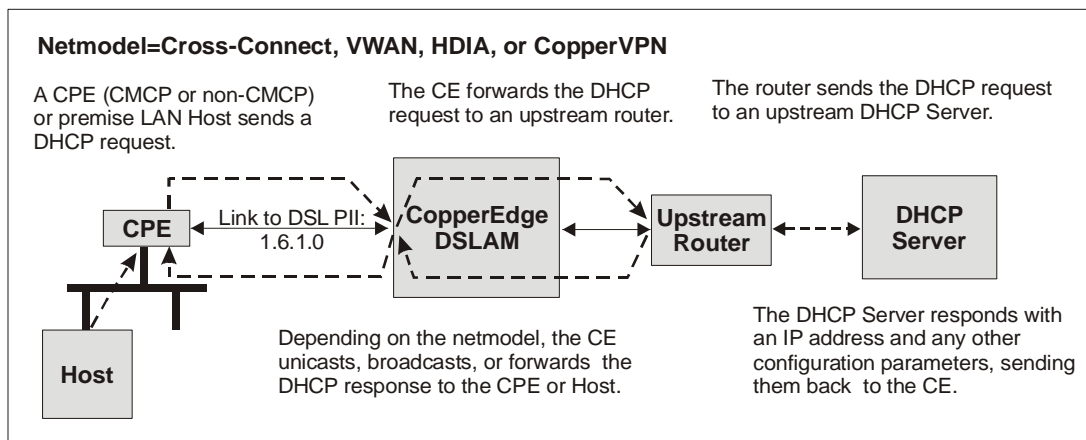 Netmodel=Cross-Connect, VWAN, HDIA, or CopperVPN
A CPE (CMCP or non-CMCP)
or premise LAN Host sends a
DHCP request.
The CE forwards the DHCP
request to an upstream router.
The router sends the DHCP request
to an upstream DHCP Server.
CPE
Link to DSL PII:
1.6.1.0
CopperEdge
DSLAM
Upstream
Router
DHCP
Server
Host
Depending on the netmodel, the CE
unicasts, broadcasts, or forwards the
DHCP response to the CPE or Host.
The DHCP Server responds with
an IP address and any other
configuration parameters, sending
them back to the CE.